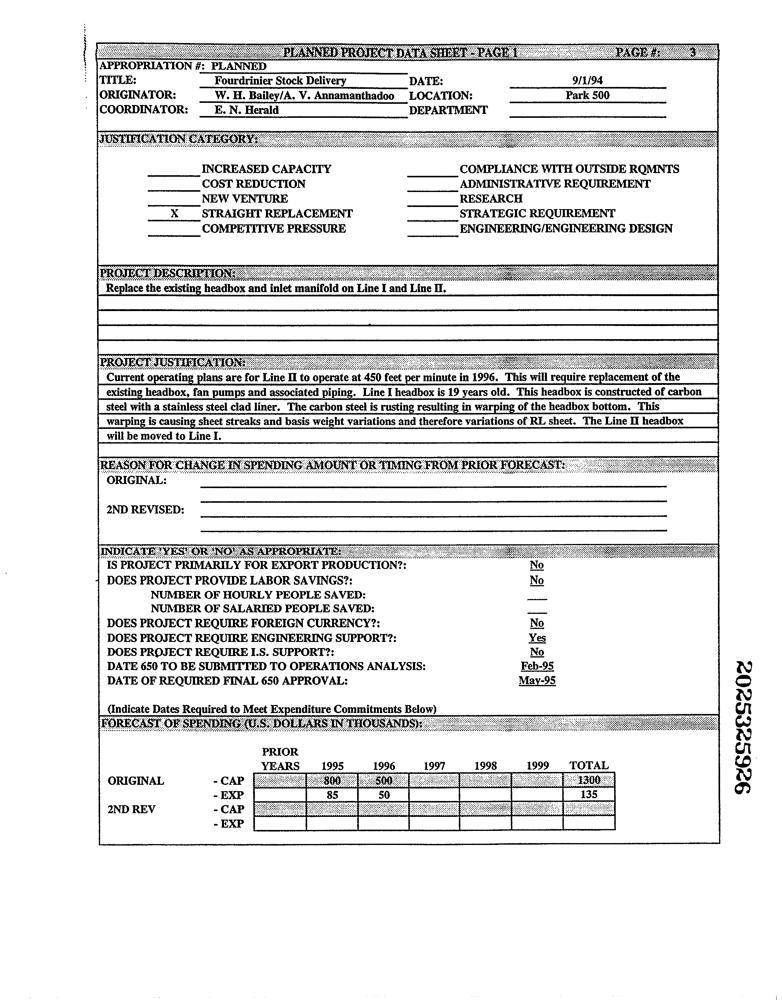 PLANNED PROJECT DATA SHEET - PAGE 1 PAGE #: 3
APPROPRIATION #: PLANNED
TITLE: Fourdrinier Stock Delivery DATE: 9/1/94
ORIGINATOR: W. H. Bailey/A. V. Annamanthadoo LOCATION: Park 500
COORDINATOR: E. N. Herald DEPARTMENT
JUSTIFICATION CATEGORY:
INCREASED CAPACITY COMPLIANCE WITH OUTSIDE RQMNTS
COST REDUCTION ADMINISTRATIVE REQUIREMENT
NEW VENTURE RESEARCH
X STRAIGHT REPLACEMENT STRATEGIC REQUIREMENT
COMPETITIVE PRESSURE ENGINEERING/ENGINEERING DESIGN
PROJECT DESCRIPTION:
Replace the existing headbox and inlet manifold on Line I and Line II.
PROJECT JUSTIFICATION:
Current operating plans are for Line II to operate at 450 feet per minute in 1996. This will require replacement of the
existing headbox, fan pumps and associated piping. Line I headbox is 19 years old. This headbox is constructed of carbon
steel with a stainless steel clad liner. The carbon steel is rusting resulting in warping of the headbox bottom. This
warping is causing sheet streaks and basis weight variations and therefore variations of RL sheet. The Line II headbox
will be moved to Line I.
REASON FOR CHANGE IN SPENDING AMOUNT OR TIMING FROM PRIOR FORECAST:
ORIGINAL:
2ND REVISED:
INDICATE 'YES' OR 'NO' AS APPROPRIATE:
IS PROJECT PRIMARILY FOR EXPORT PRODUCTION?: No
DOES PROJECT PROVIDE LABOR SAVINGS?: No
NUMBER OF HOURLY PEOPLE SAVED:
NUMBER OF SALARIED PEOPLE SAVED:
DOES PROJECT REQUIRE FOREIGN CURRENCY?: No
DOES PROJECT REQUIRE ENGINEERING SUPPORT?: Yes
DOES PROJECT REQUIRE I.S. SUPPORT?: No
DATE 650 TO BE SUBMITTED TO OPERATIONS ANALYSIS: Feb-95
DATE OF REQUIRED FINAL 650 APPROVAL: May-95
(Indicate Dates Required to Meet Expenditure Commitments Below)
FORECAST OF SPENDING (U.S. DOLLARS IN THOUSANDS):
PRIOR
YEARS 1995 1996 1997 1998 1999 TOTAL
ORIGINAL - CAP 800 500 1300
- EXP 85 50 135
2ND REV - CAP
- EXP
2025325926